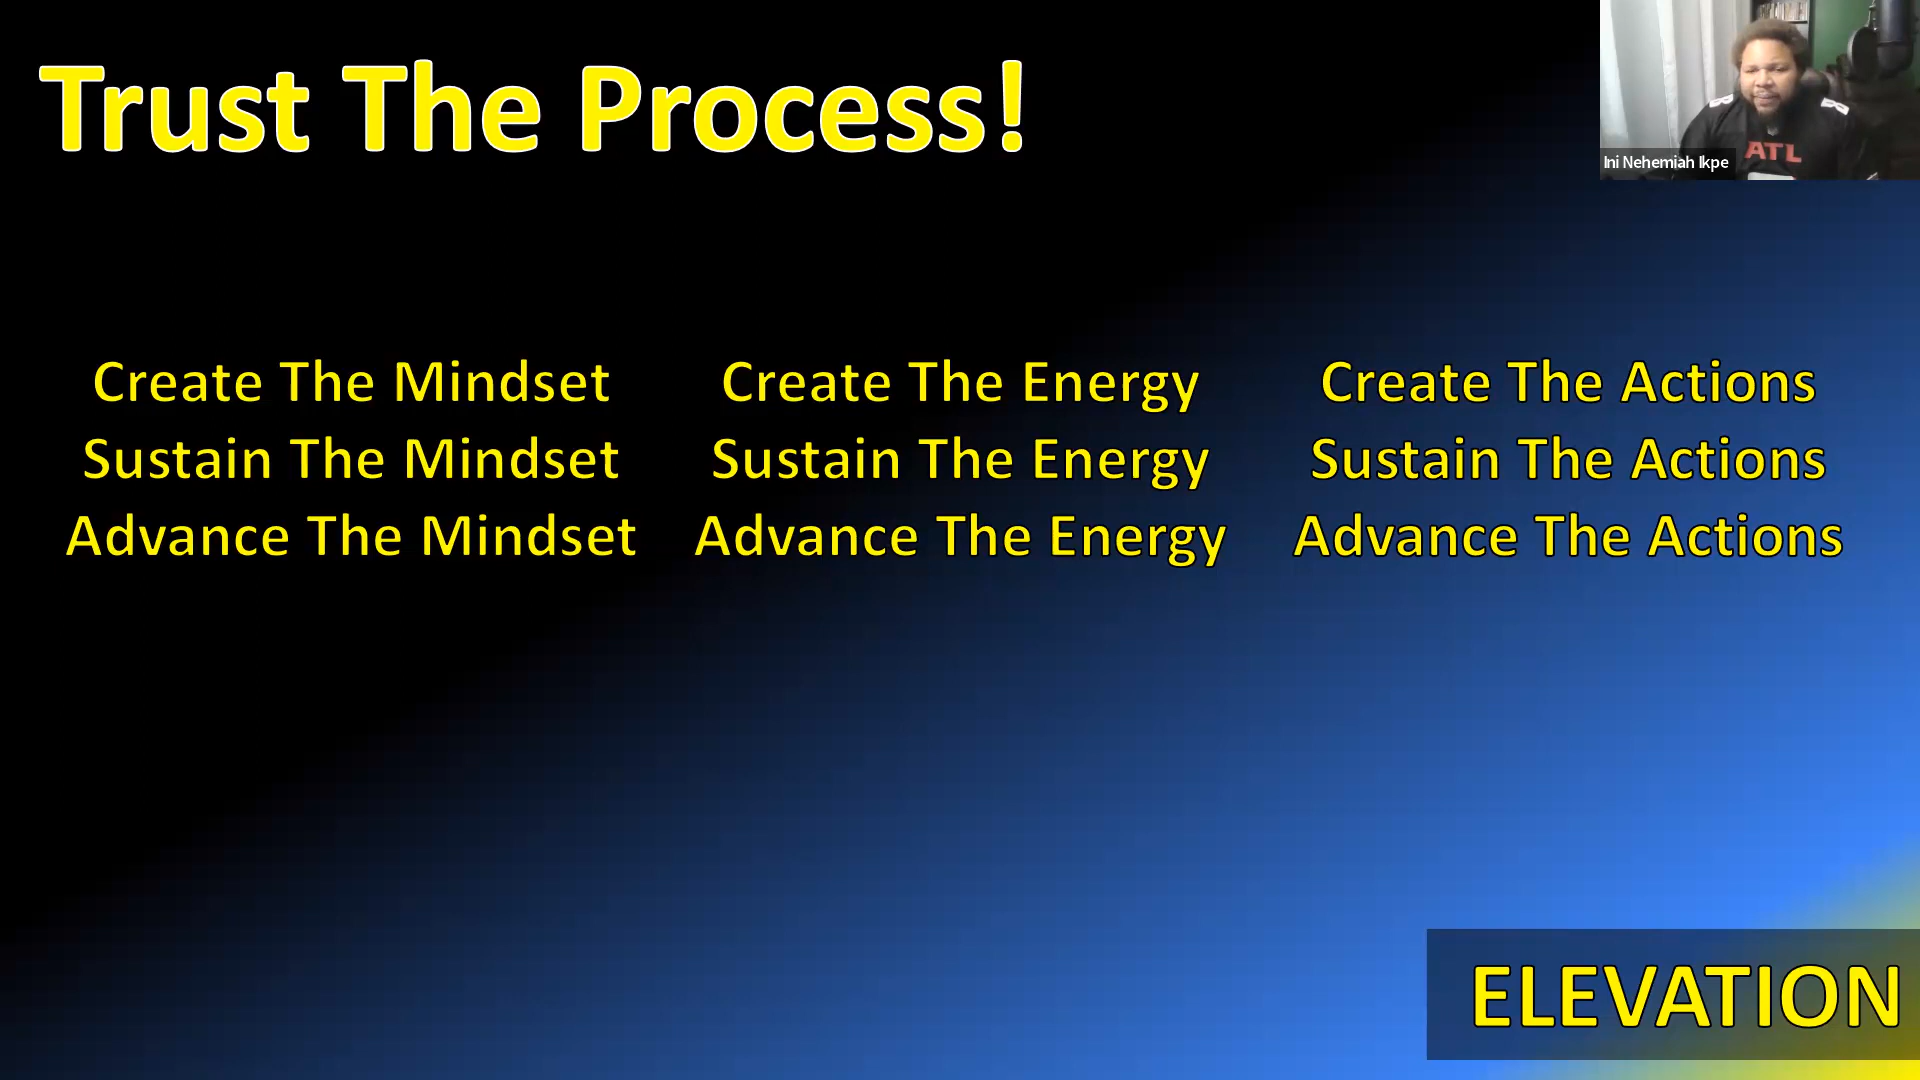 Trust The Process!
Ini Nehemiah Ikpe
ATL
Create The Mindset
Sustain The Mindset
Advance The Mindset
Create The Energy
Sustain The Energy
Advance The Energy
Create The Actions
Sustain The Actions
Advance The Actions
ELEVATION